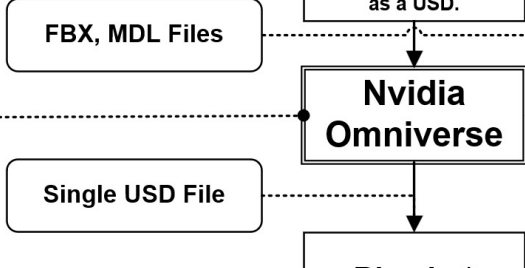 as a USD.
FBX, MDL Files
Nvidia
Omniverse
Single USD File